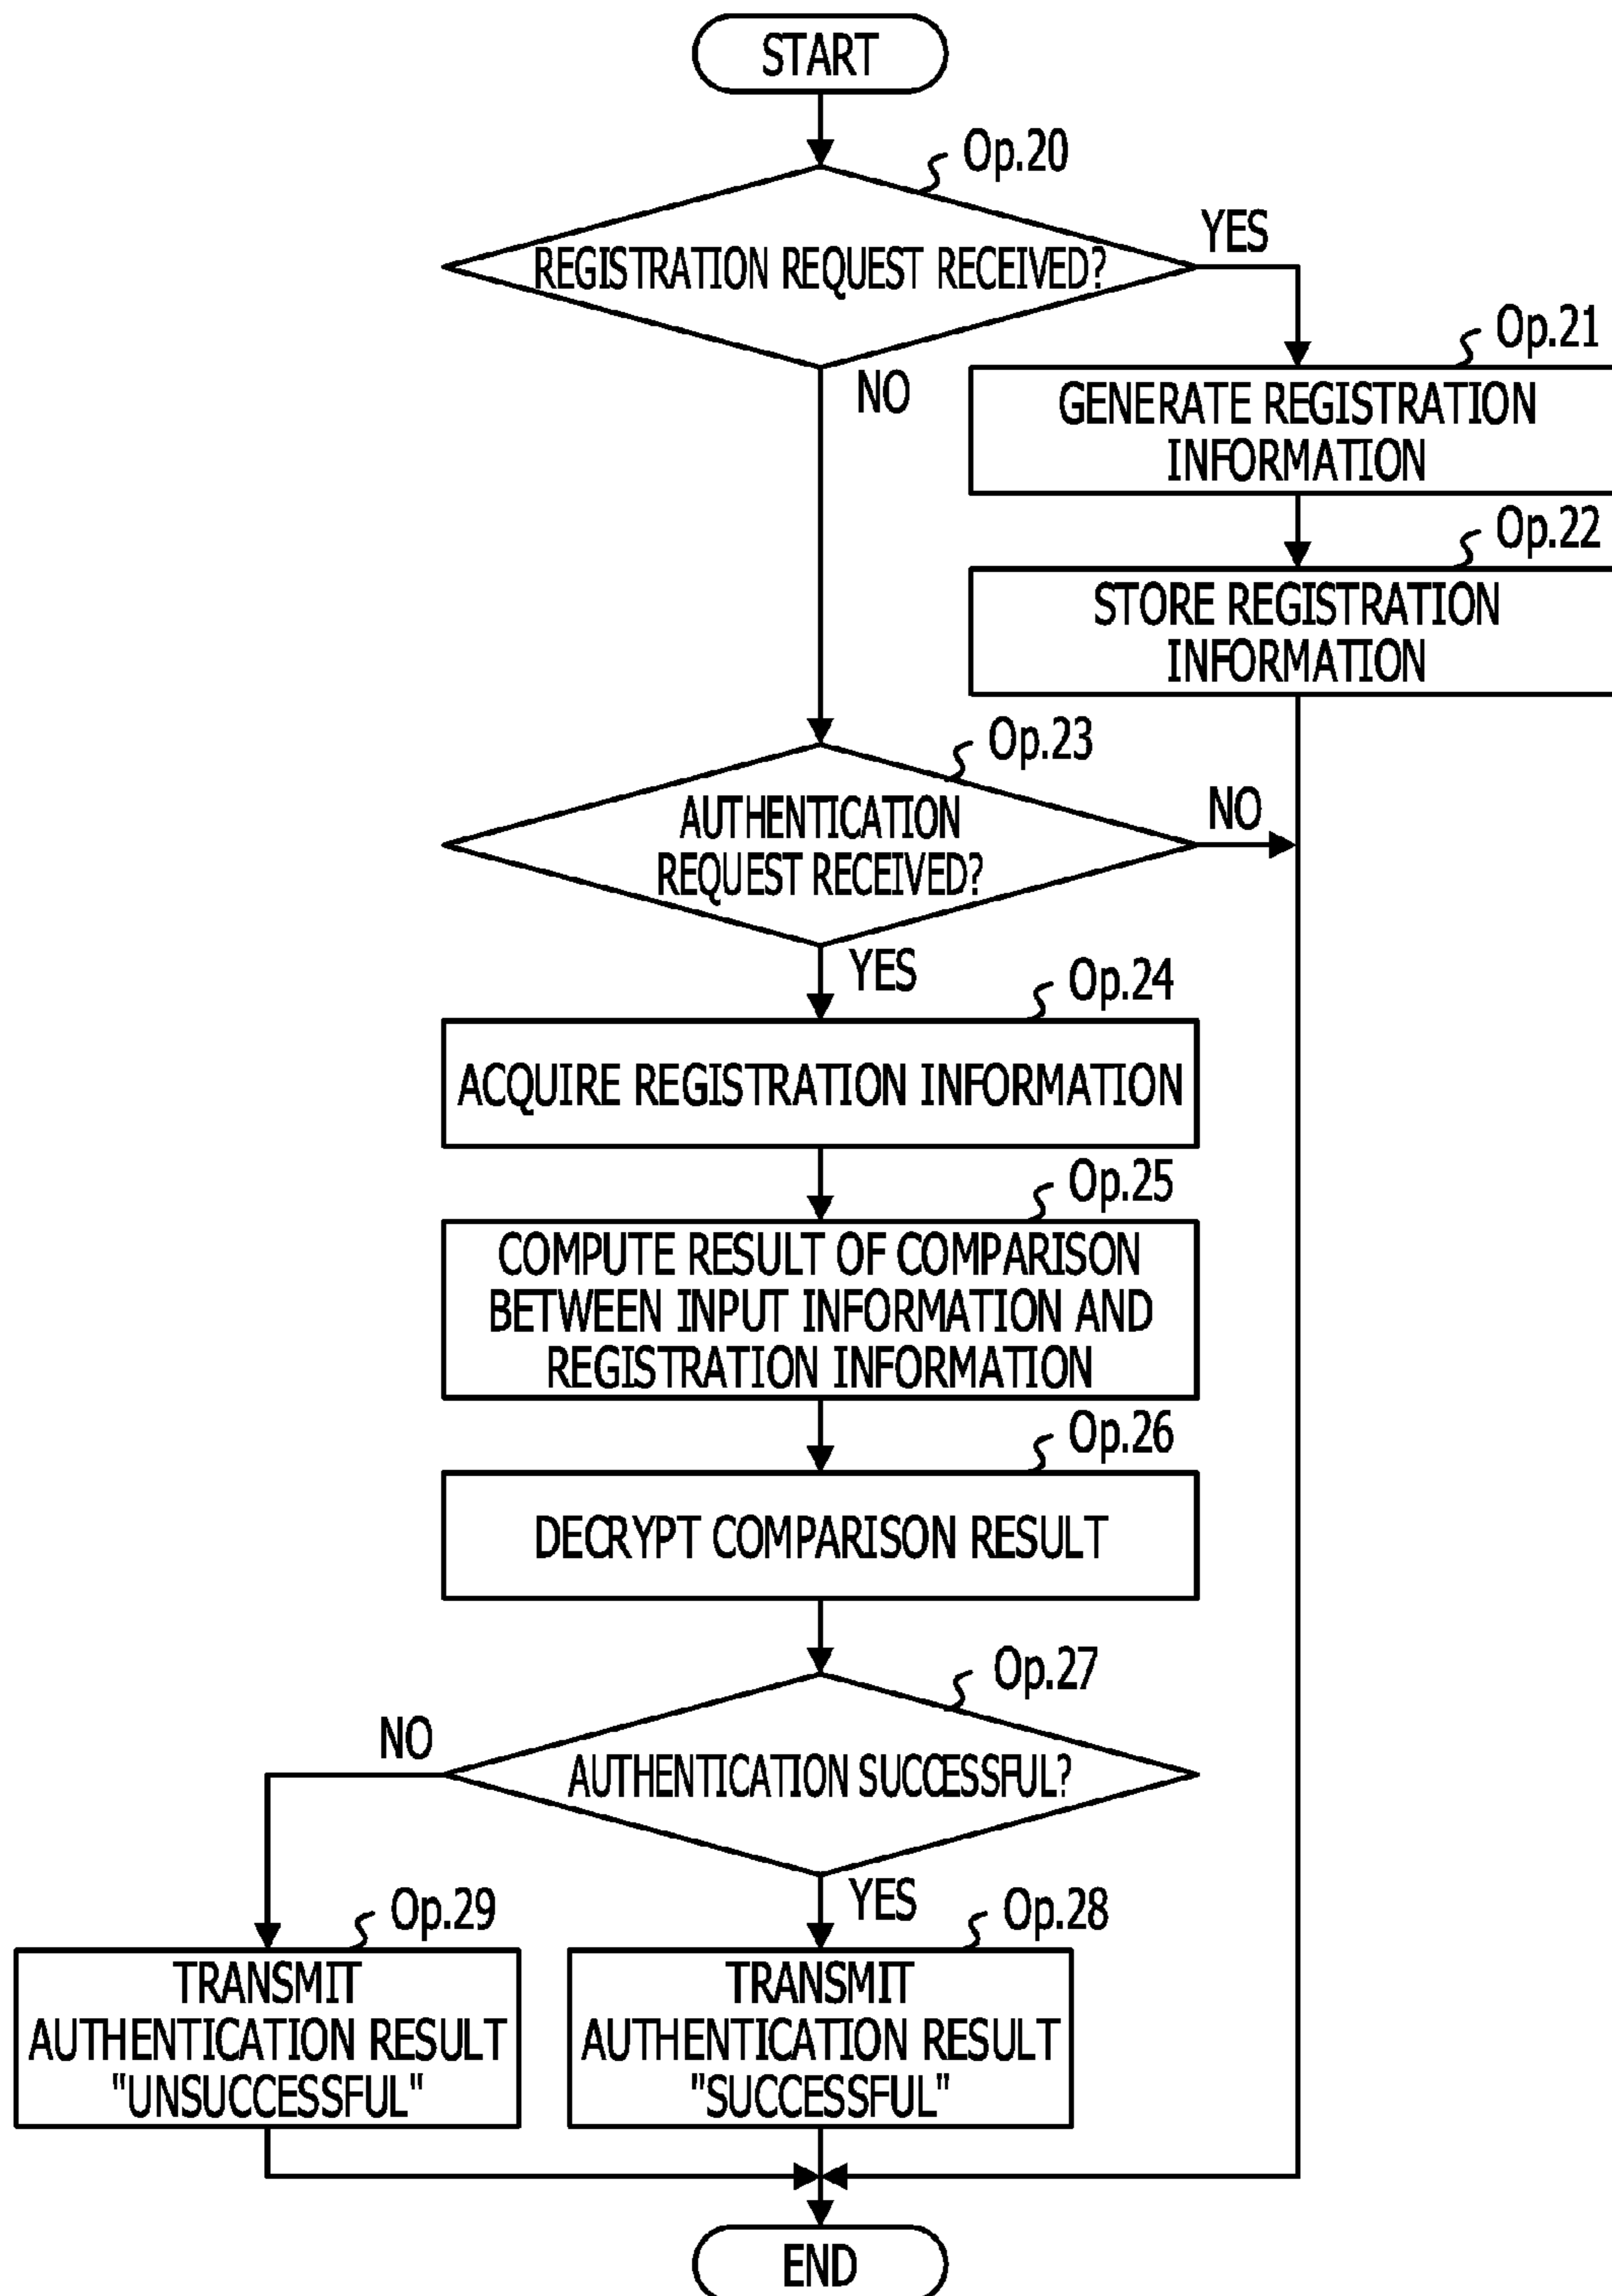 START
Op.20
REGISTRATION REQUEST RECEIVED?
YES
NO
Op.21
GENERATE REGISTRATION
INFORMATION
Op.22
STORE REGISTRATION
INFORMATION
Op.23
AUTHENTICATION
REQUEST RECEIVED?
NO
YES
Op.24
ACQUIRE REGISTRATION INFORMATION
Op.25
COMPUTE RESULT OF COMPARISON
BETWEEN INPUT INFORMATION AND
REGISTRATION INFORMATION
Op.26
DECRYPT COMPARISON RESULT
Op.27
AUTHENTICATION SUCCESSFUL?
NO
YES
Op.29
TRANSMIT
AUTHENTICATION RESULT
"UNSUCCESSFUL"
Op.28
TRANSMIT
AUTHENTICATION RESULT
"SUCCESSFUL"
END